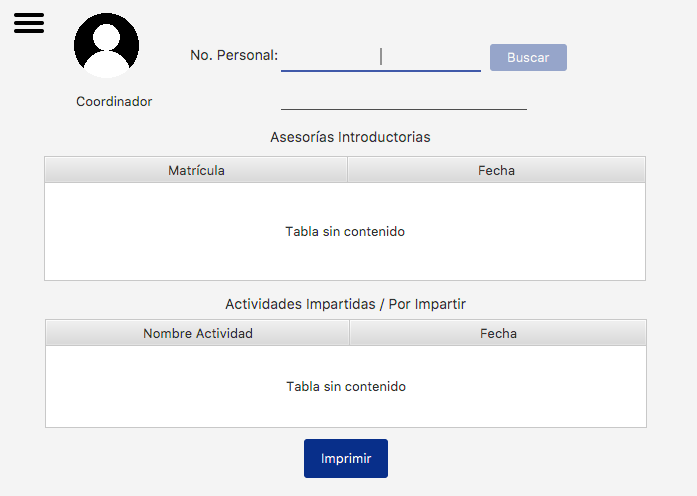 No. Personal:
Buscar
Coordinador
Asesorías Introductorias
Matrícula Fecha
Tabla sin contenido
Actividades Impartidas / Por Impartir
Nombre Actividad Fecha
Tabla sin contenido
Imprimir